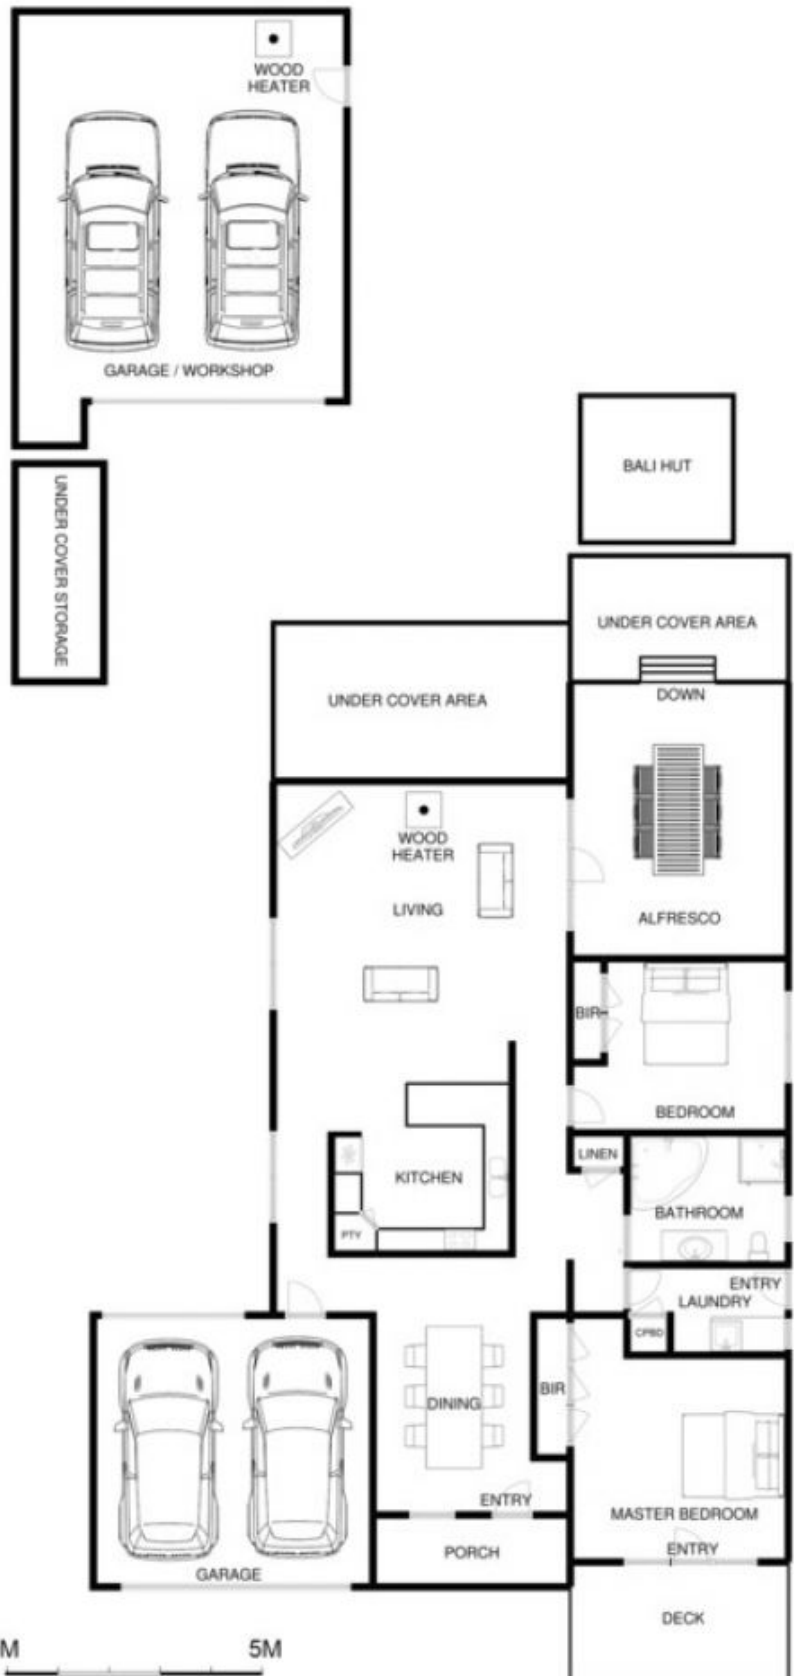 WOOD
HEATER
GARAGE / WORKSHOP
BALI HUT
UNDER COVER STORAGE
UNDER COVER AREA
UNDER COVER AREA
DOWN
WOOD
HEATER
LIVING
ALFRESCO
BIR
BEDROOM
LINEN
KITCHEN
BATHROOM
PTY
ENTRY
LAUNDRY
CPBD
BIR
DINING
ENTRY
MASTER BEDROOM
ENTRY
PORCH
GARAGE
DECK
M
5M